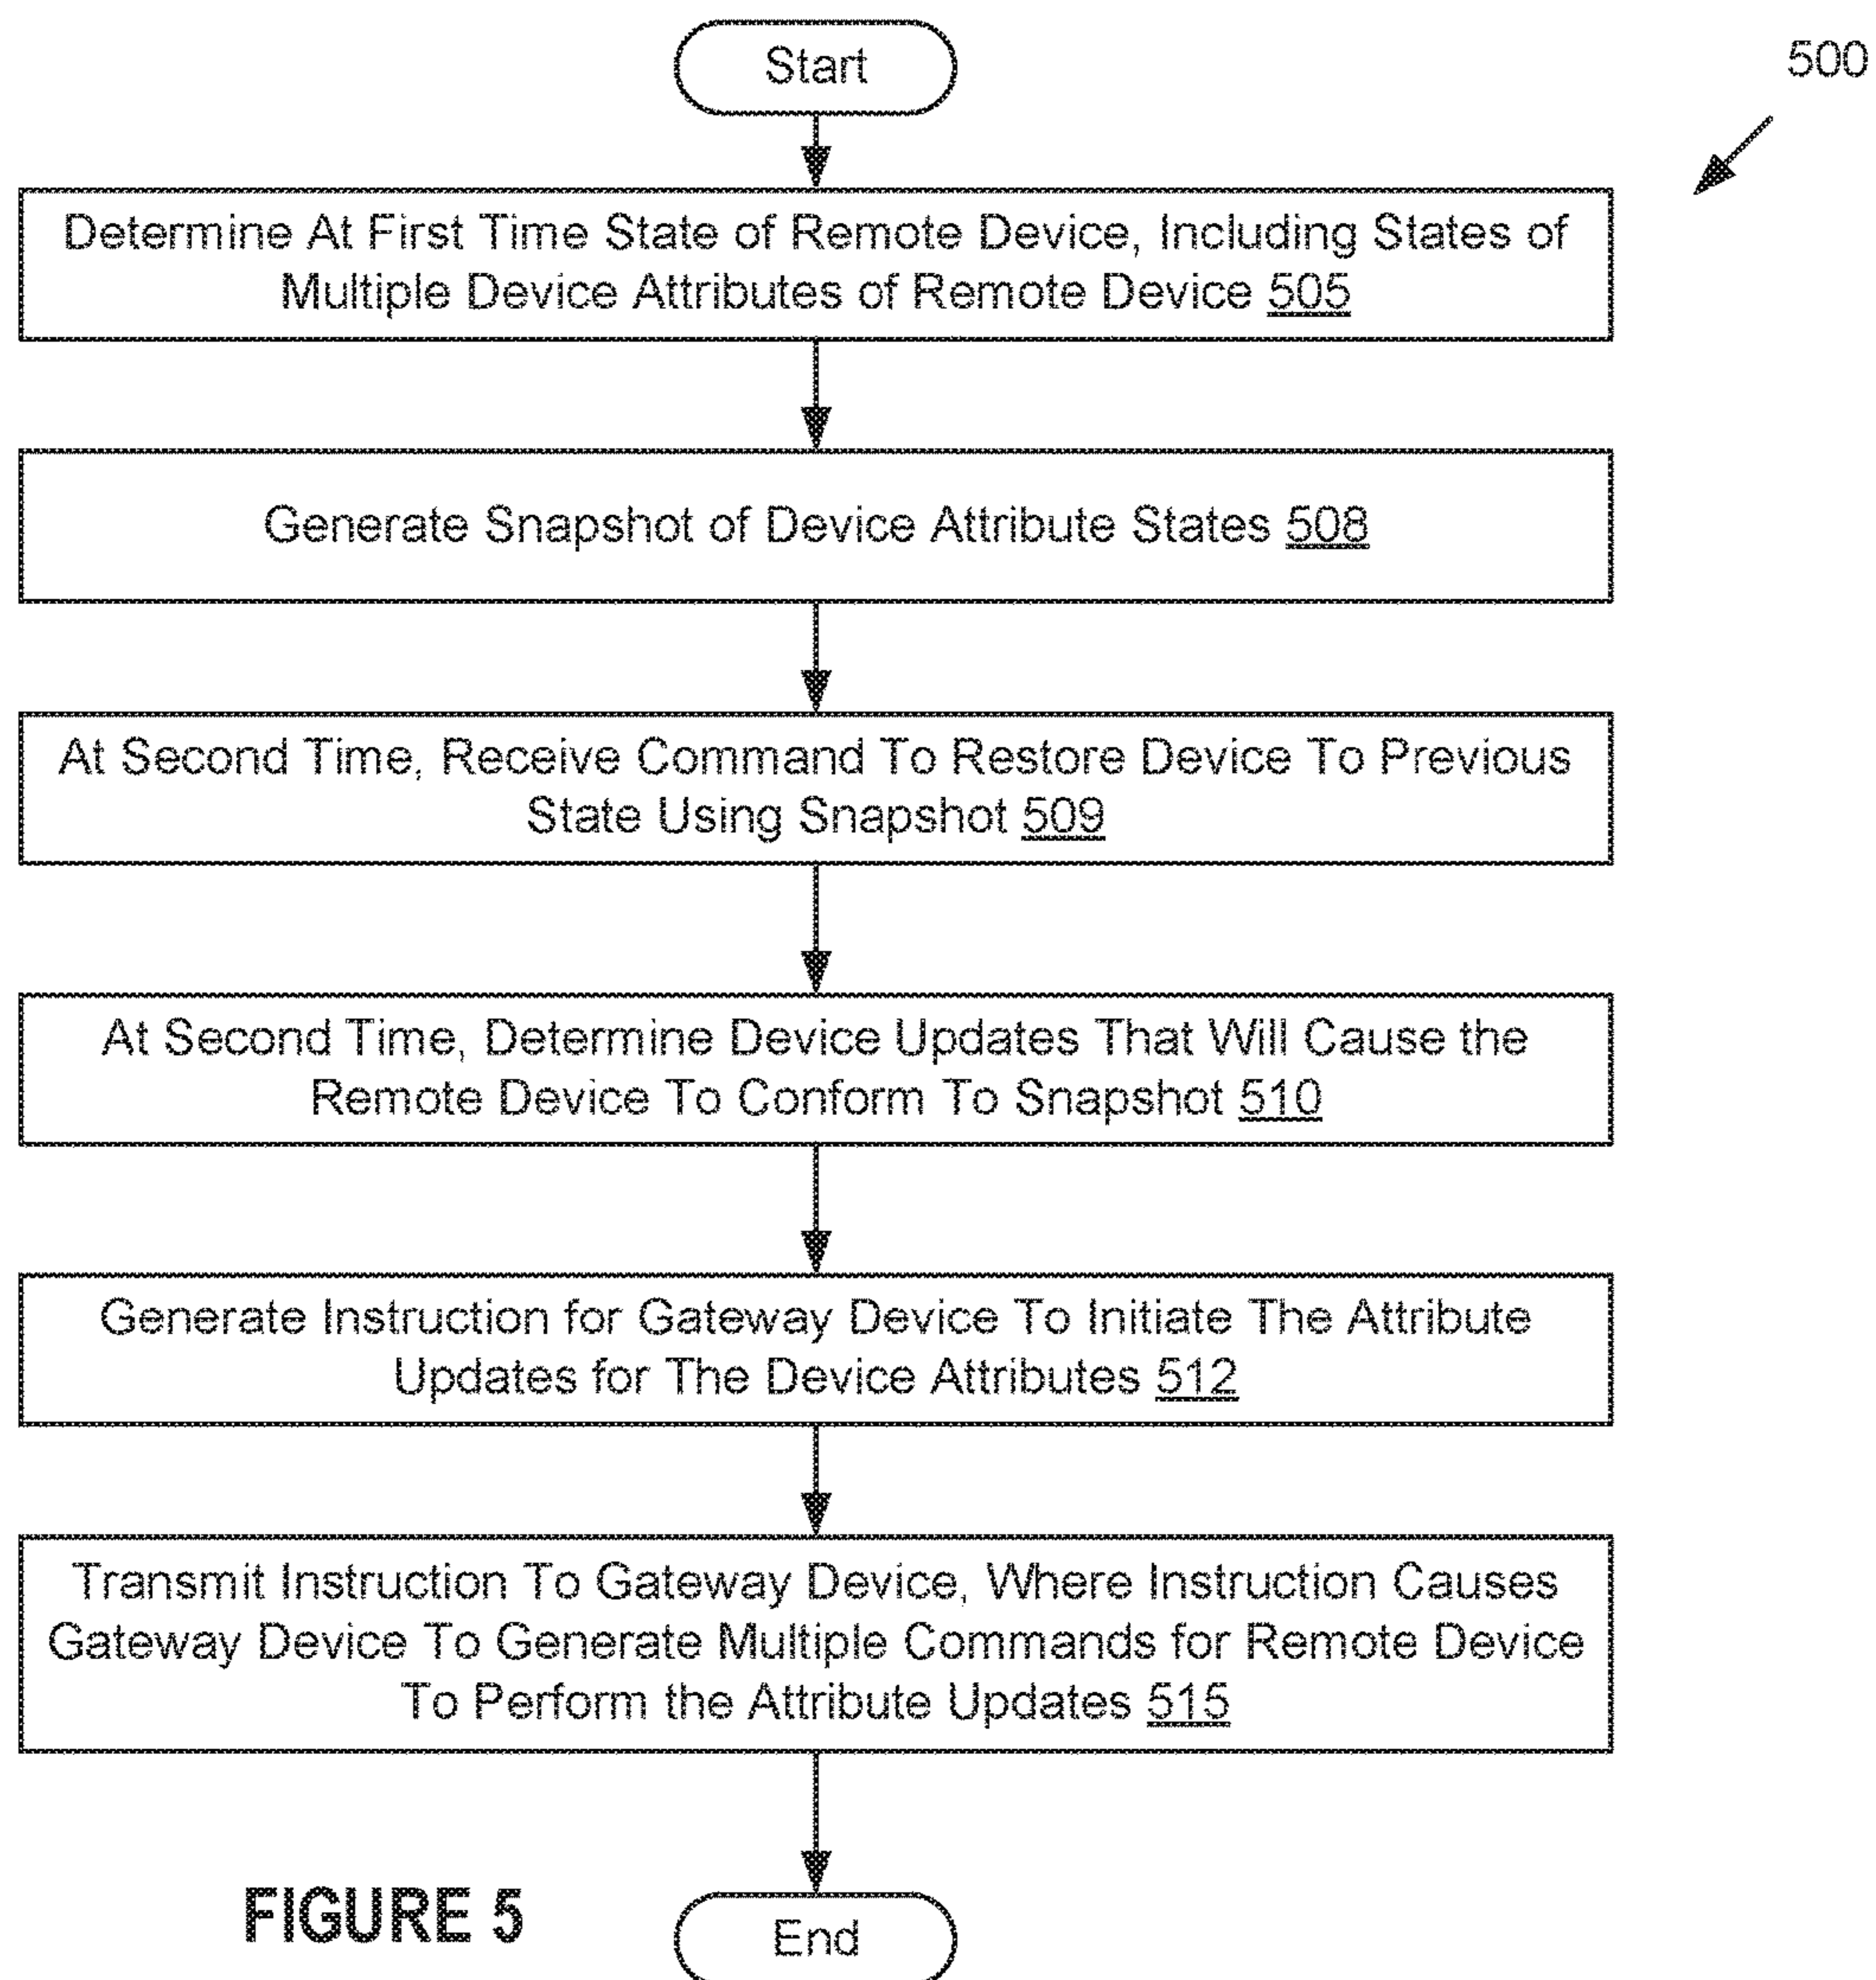 Start
500
Determine At First Time State of Remote Device, Including States of
Multiple Device Attributes of Remote Device 505
Generate Snapshot of Device Attribute States 508
At Second Time, Receive Command To Restore Device To Previous
State Using Snapshot 509
At Second Time, Determine Device Updates That Will Cause the
Remote Device To Conform To Snapshot 510
Generate Instruction for Gateway Device To Initiate The Attribute
Updates for The Device Attributes 512
Transmit Instruction To Gateway Device, Where Instruction Causes
Gateway Device To Generate Multiple Commands for Remote Device
To Perform the Attribute Updates 515
FIGURE 5
End